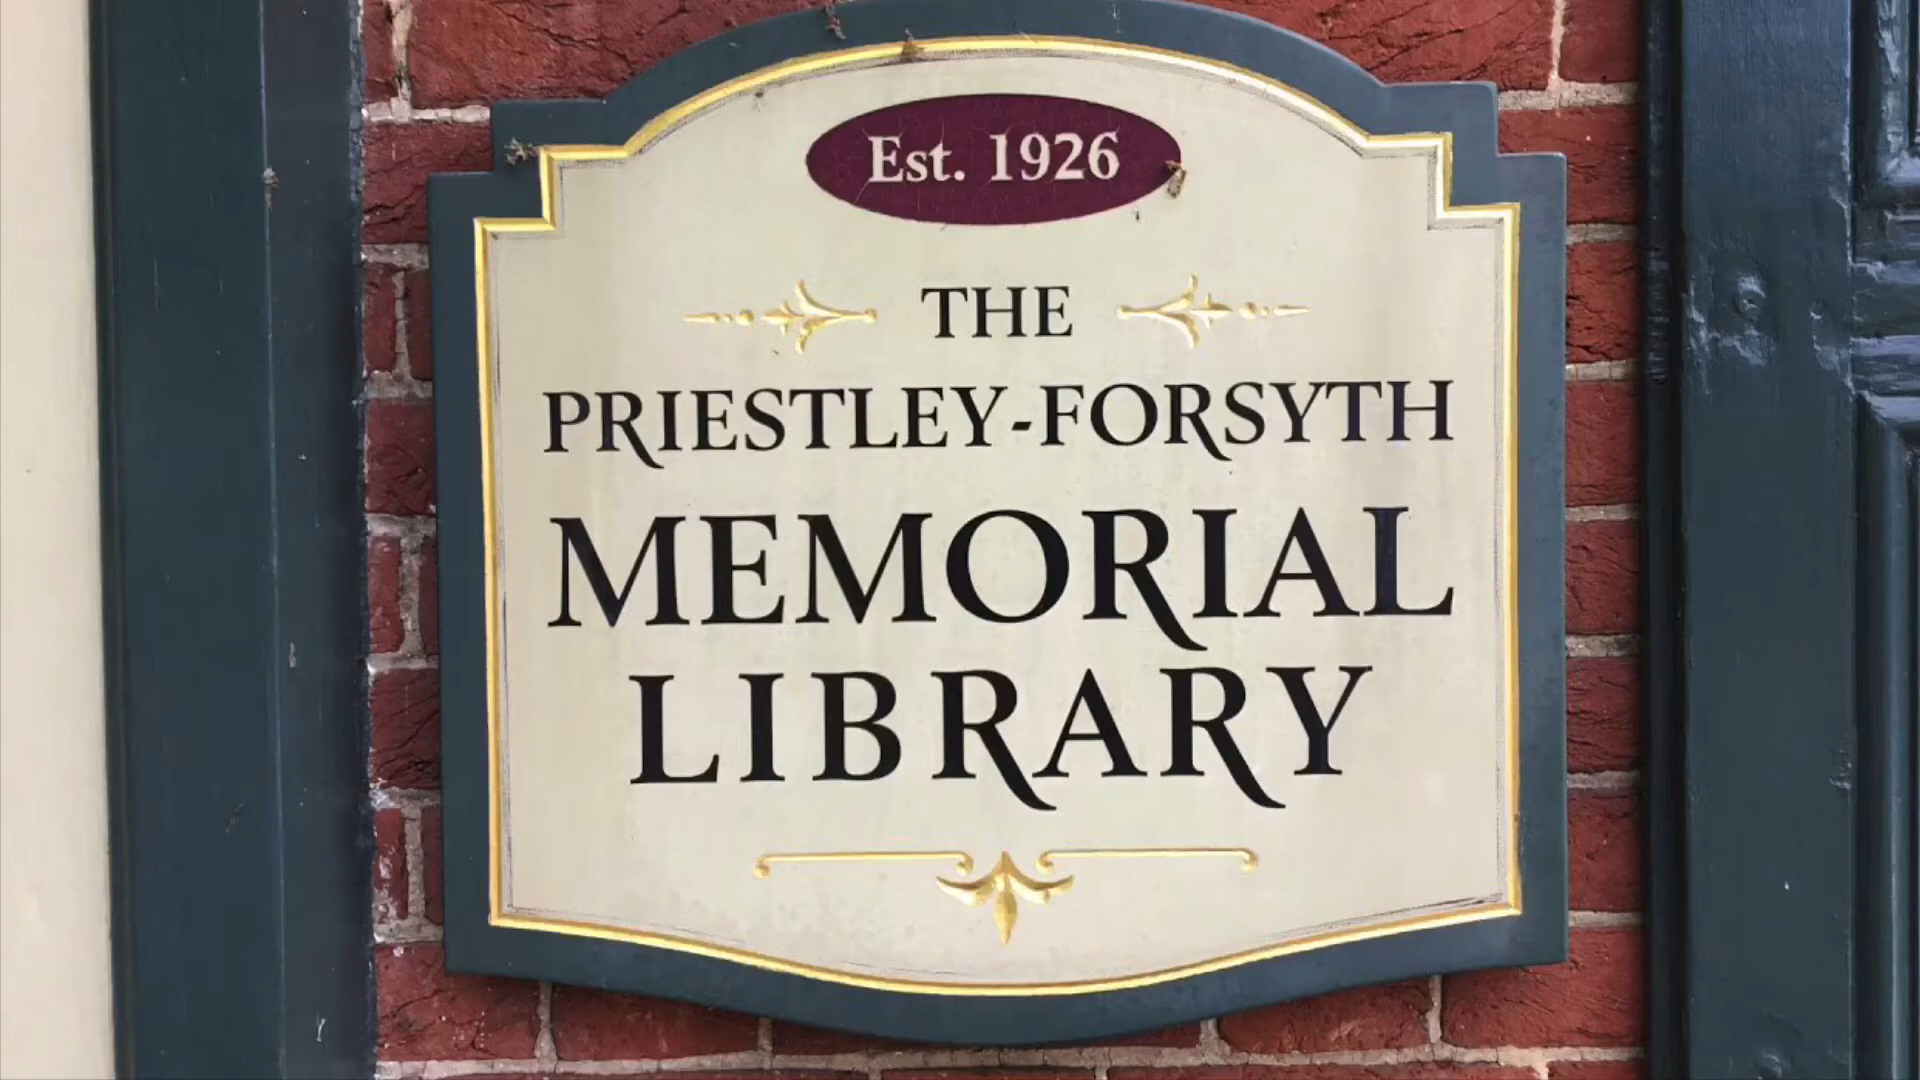 Est. 1926
THE
PRIESTLEY-FORSYTH
MEMORIAL
LIBRARY